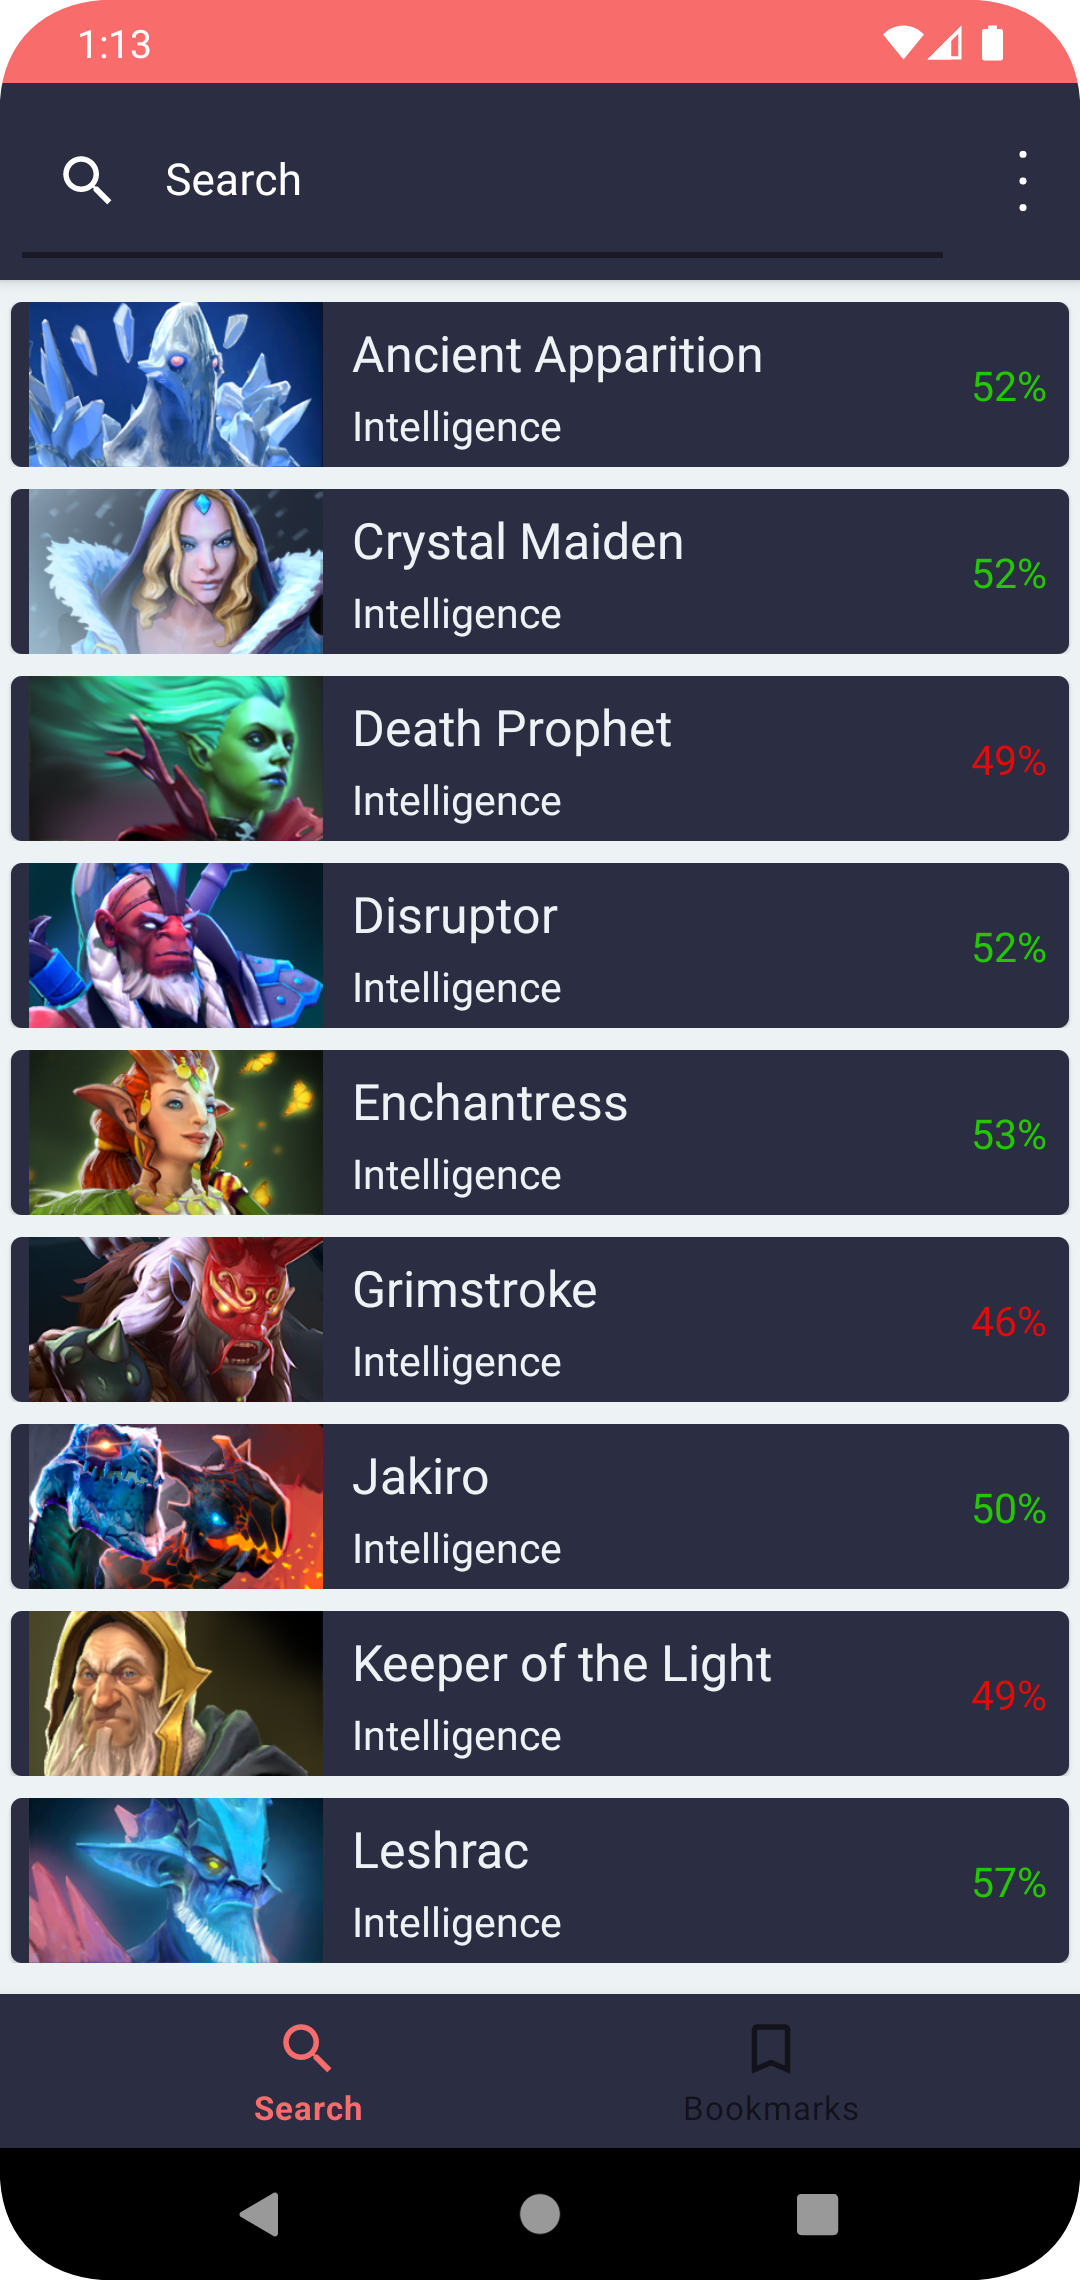 1:13
Search
Ancient Apparition
Intelligence
52%
Crystal Maiden
Intelligence
52%
Death Prophet
Intelligence
49%
Disruptor
Intelligence
52%
Enchantress
Intelligence
53%
Grimstroke
Intelligence
46%
Jakiro
Intelligence
50%
Keeper of the Light
Intelligence
49%
Leshrac
Intelligence
57%
Search
Bookmarks